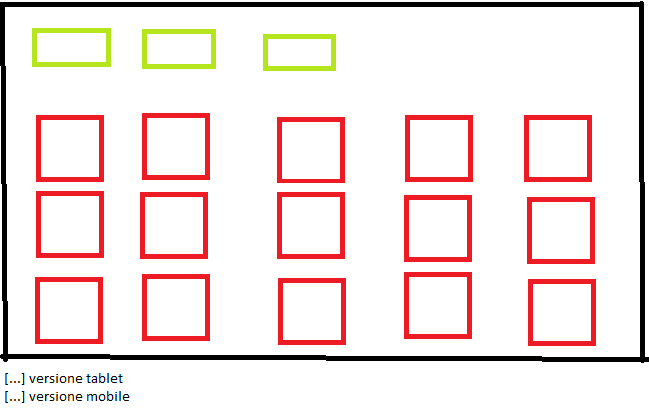 [...] versione tablet
[...] versione mobile